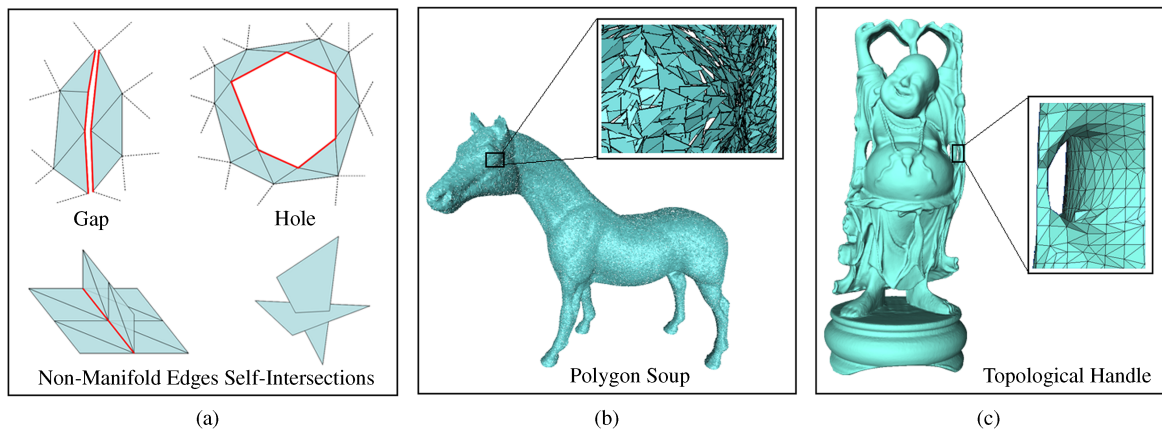 Gap
Hole
Non-Manifold Edges Self-Intersections
Polygon Soup
Topological Handle
(a)
(b)
(c)